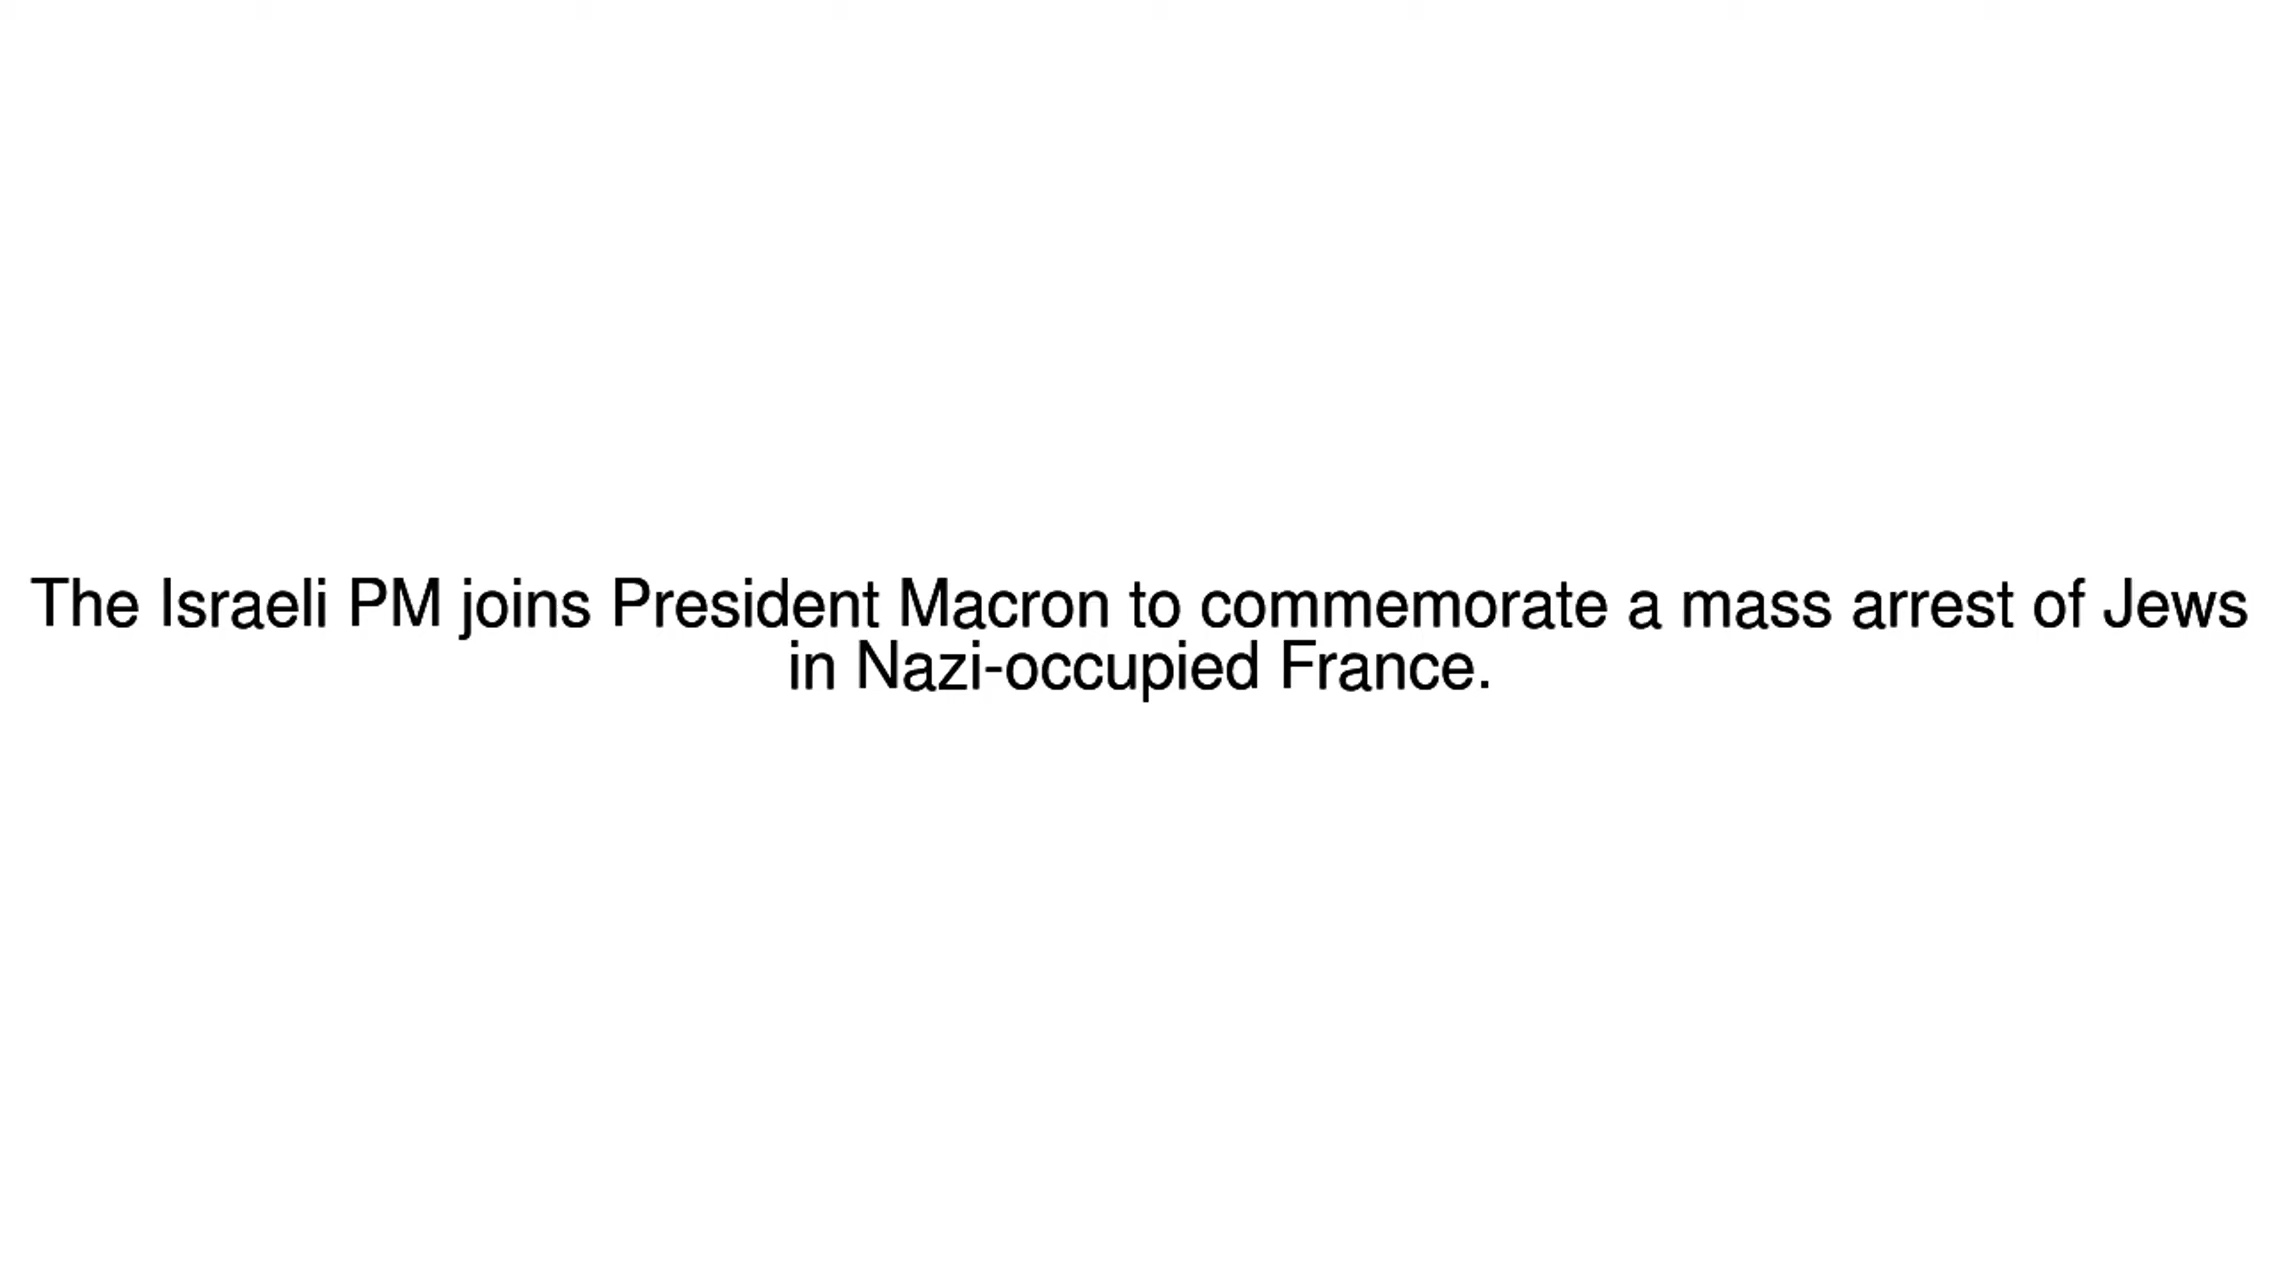 The Israeli PM joins President Macron to commemorate a mass arrest of Jews
in Nazi-occupied France.